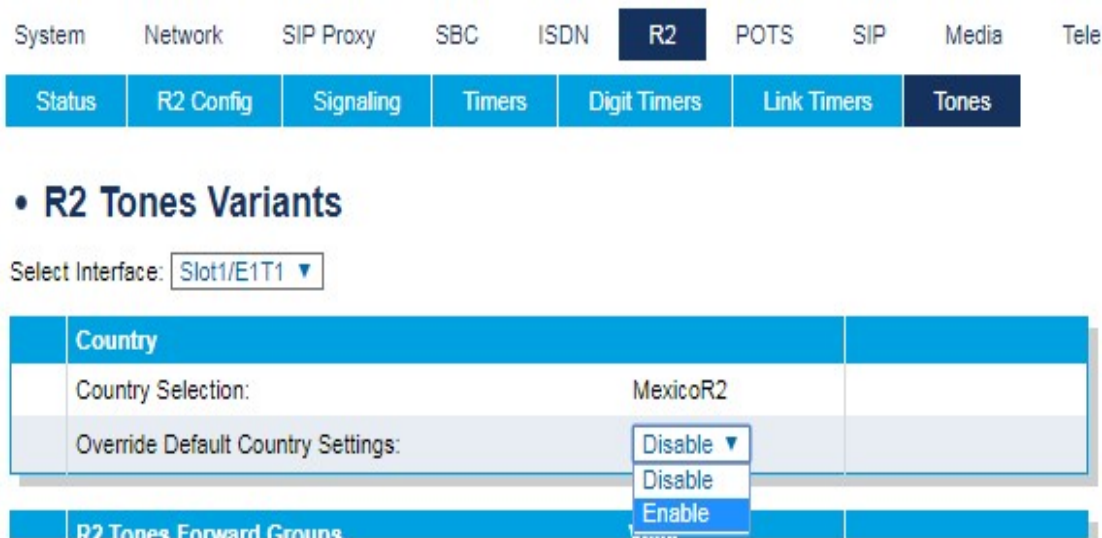 System Network SIP Proxy SBC ISDN R2 POTS SIP Media Tele
Status R2 Config Signaling Timers Digit Timers Link Timers Tones
• R2 Tones Variants
Select Interface: Slot1/E1T1 ▼
Country
Country Selection: MexicoR2
Override Default Country Settings: Disable ▼
Disable
Enable
R2 Tones Forward Groups